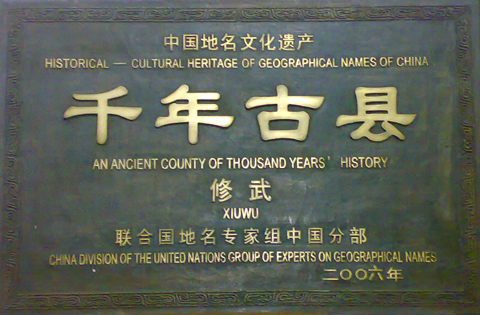 中国地名文化遗产
HISTORICAL — CULTURAL HERITAGE OF GEOGRAPHICAL NAMES OF CHINA
千年古县
AN ANCIENT COUNTY OF THOUSAND YEARS' HISTORY
修武
XIUWU
联合国地名专家组中国分部
CHINA DIVISION OF THE UNITED NATIONS GROUP OF EXPERTS ON GEOGRAPHICAL NAMES
二〇〇六年